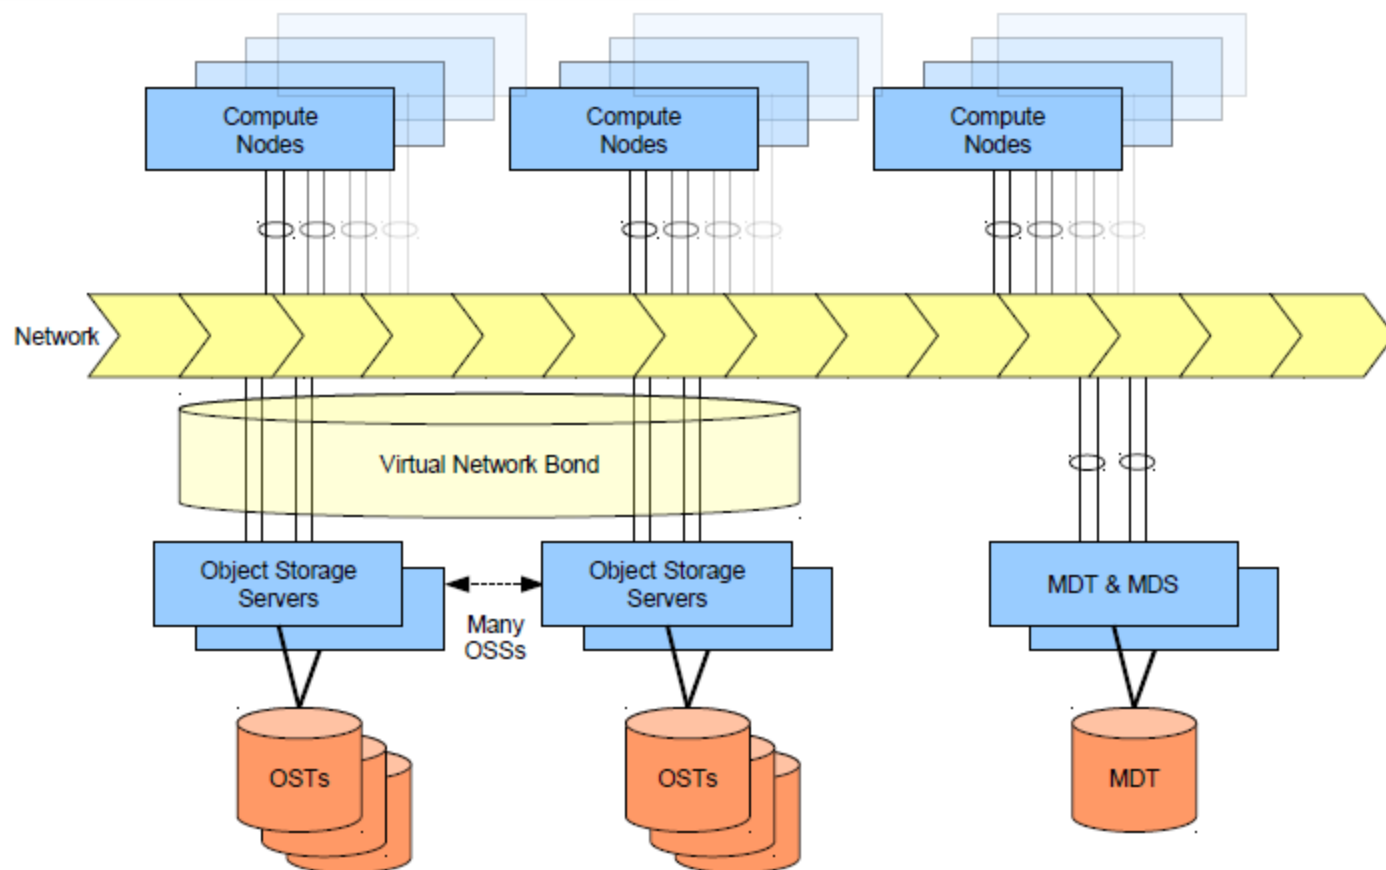 Compute
Nodes
Compute
Nodes
Compute
Nodes
Network
Virtual Network Bond
Object Storage
Servers
Many
OSSs
Object Storage
Servers
MDT & MDS
OSTs
OSTs
MDT